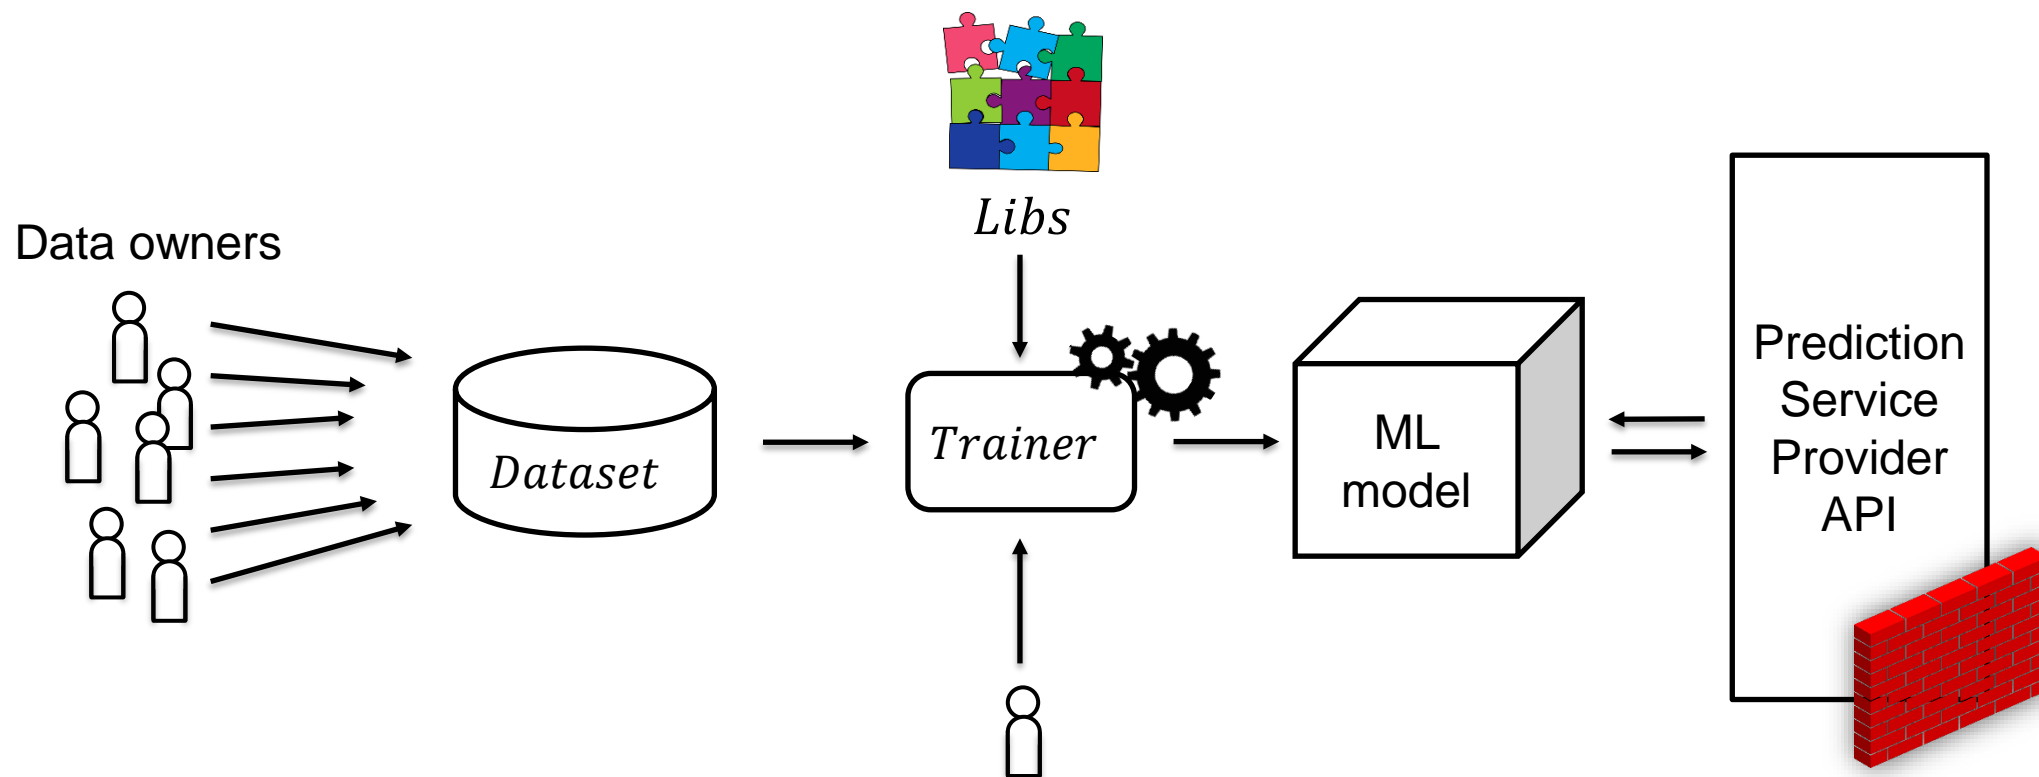 Libs
Data owners
Dataset
Trainer
ML
model
Prediction
Service
Provider
API